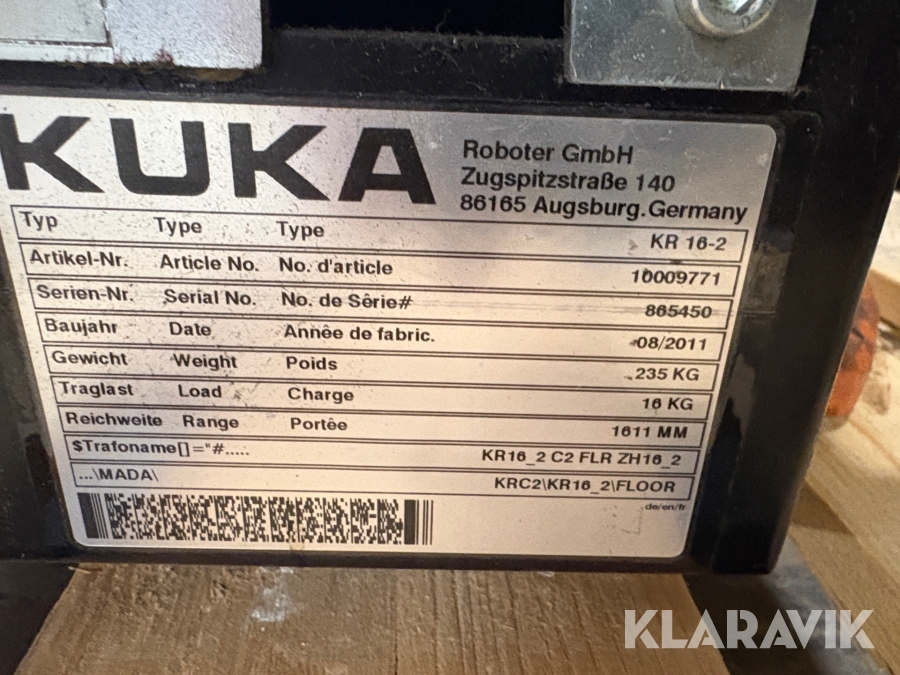 KUKA
Roboter GmbH
Zugspitzstraße 140
86165 Augsburg.Germany
Typ Type Type KR 16-2
Artikel-Nr. Article No. No. d'article 10009771
Serien-Nr. Serial No. No. de Sêrie# 865450
Baujahr Date Annêe de fabric. 08/2011
Gewicht Weight Poids 235 KG
Traglast Load Charge 16 KG
Reichweite Range Portêe 1611 MM
$Trafoname[]="#..... KR16_2 C2 FLR ZH16_2
...\MADA\ KRC2\KR16_2\FLOOR
de/en/fr
KLARAVIK